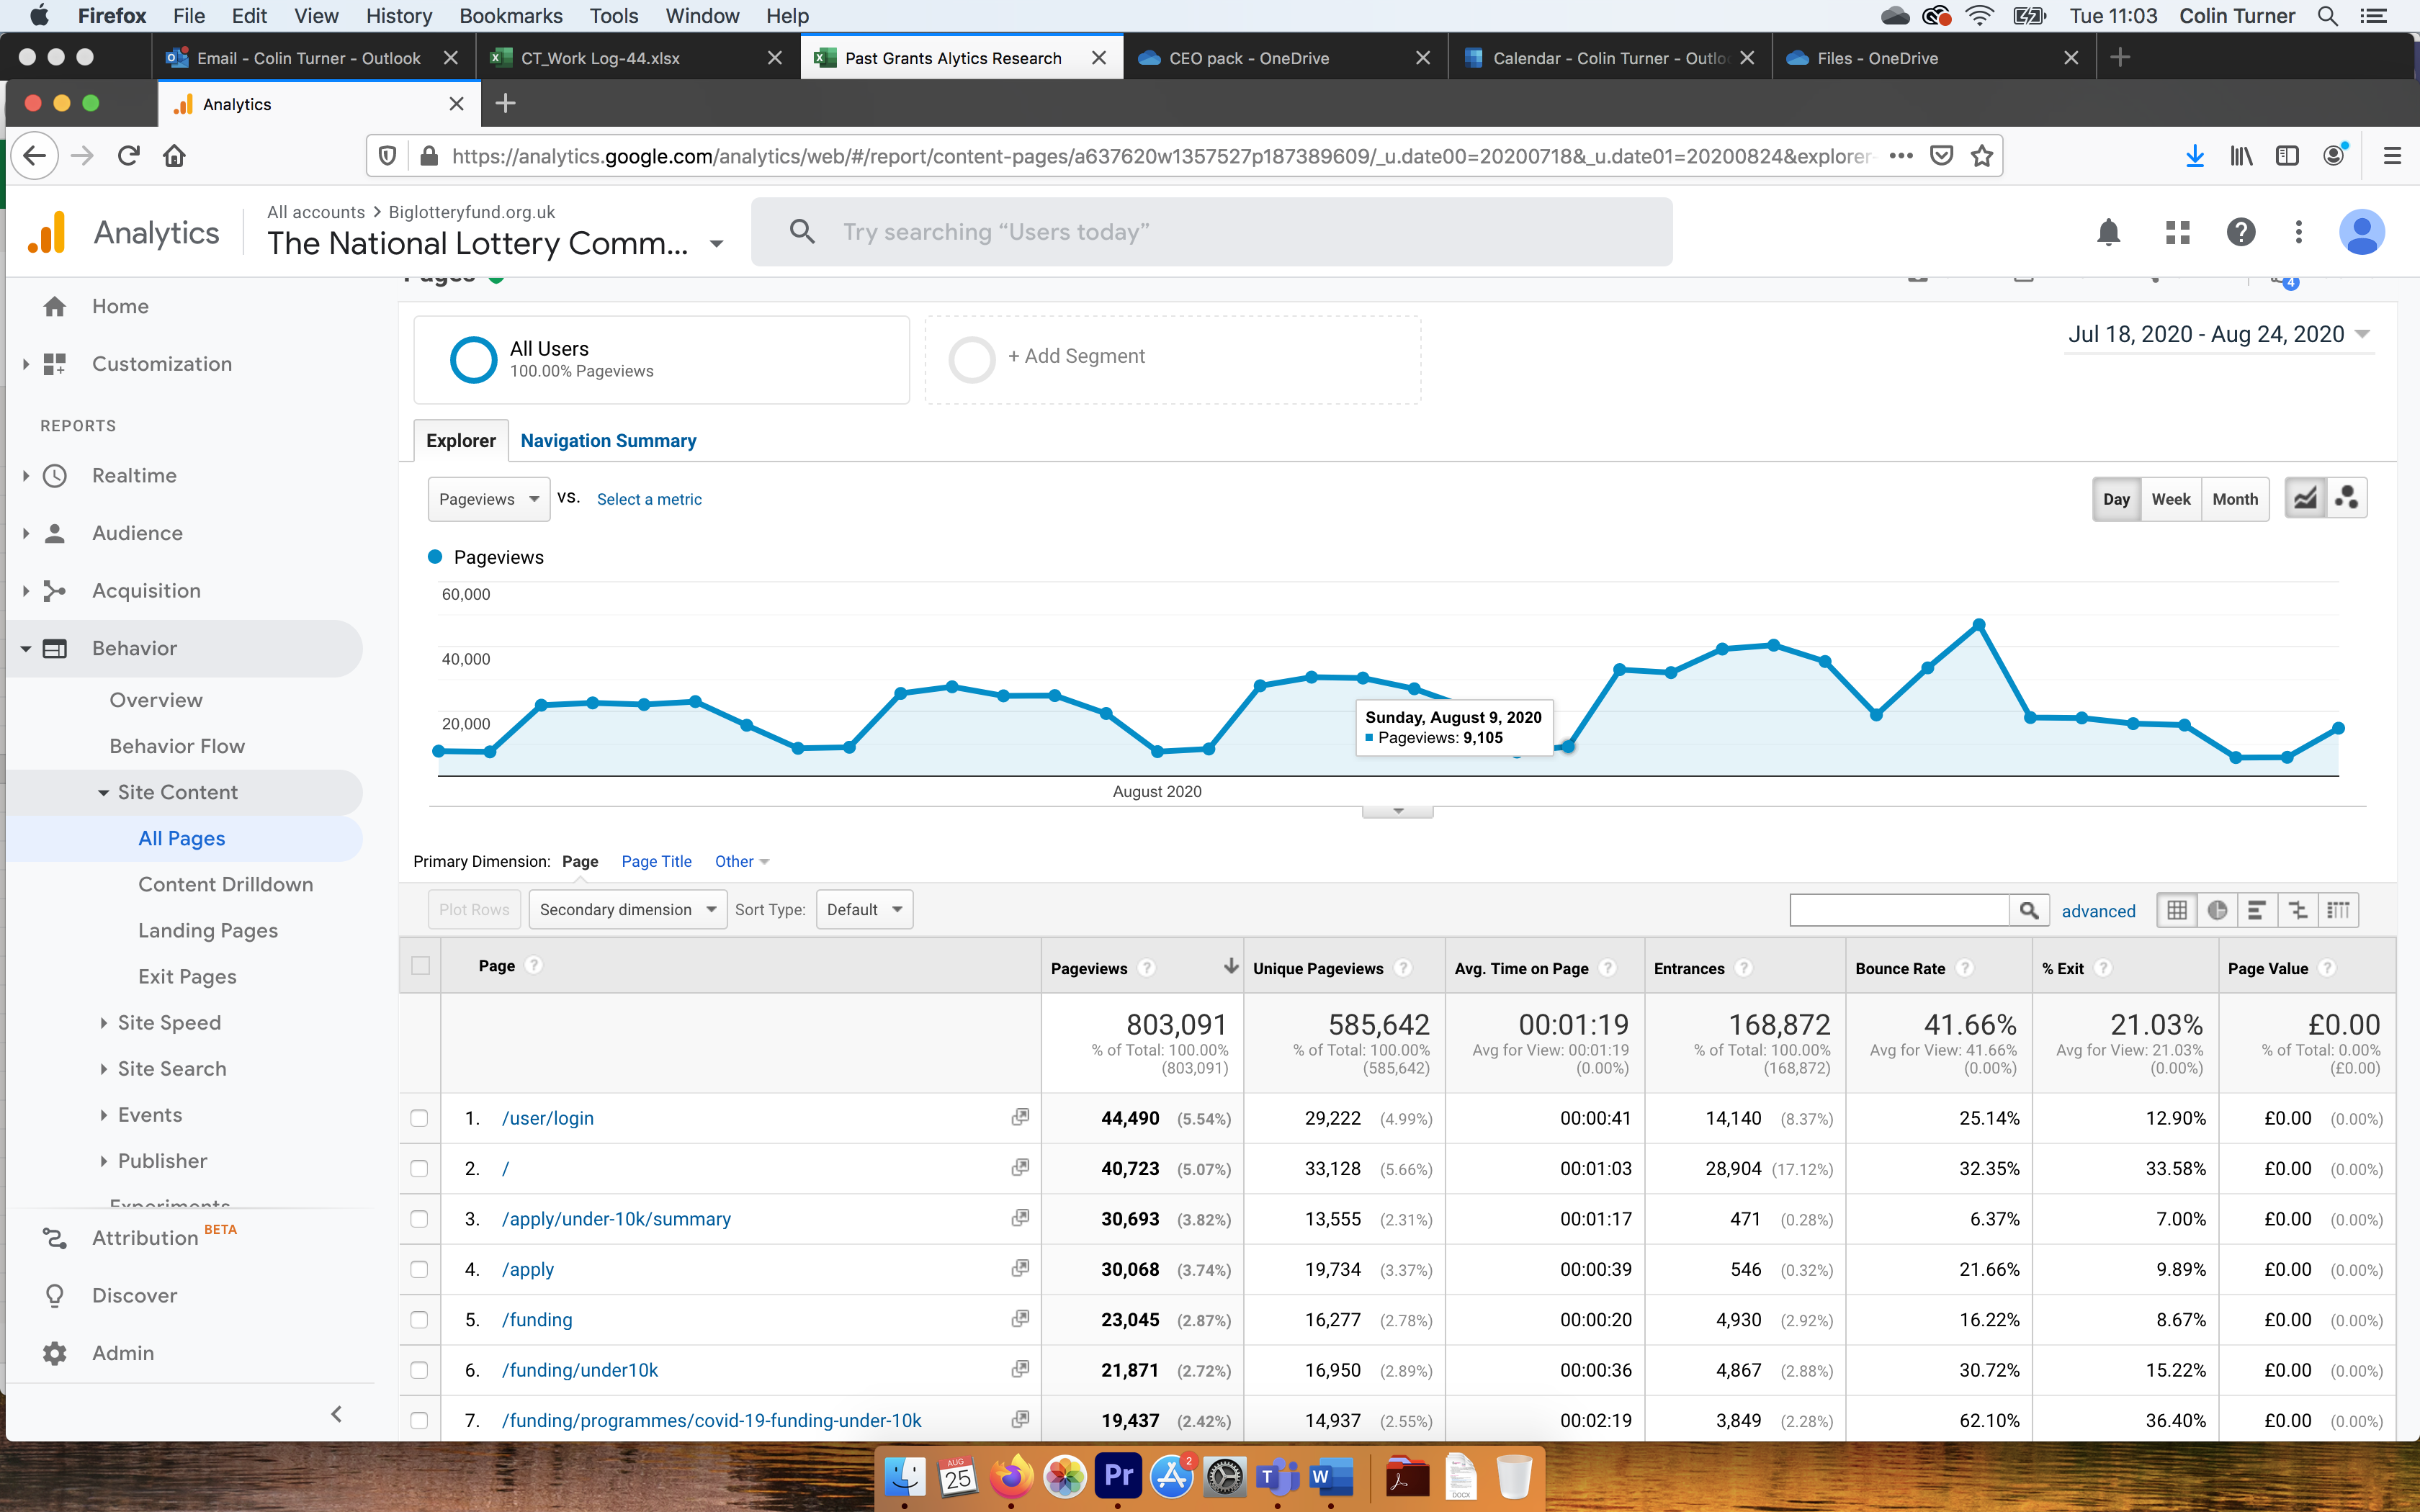 Firefox File Edit View History Bookmarks Tools Window Help Tue 11:03 Colin Turner
Email - Colin Turner - Outlook CT_Work Log-44.xlsx Past Grants Alytics Research CEO pack - OneDrive Calendar - Colin Turner - Outlo Files - OneDrive
Analytics
https://analytics.google.com/analytics/web/#/report/content-pages/a637620w1357527p187389609/_u.date00=20200718&_u.date01=20200824&explorer-
All accounts > Biglotteryfund.org.uk
Analytics The National Lottery Comm... Try searching “Users today”
Pages
4
Home
Customization
REPORTS
Realtime
Audience
Acquisition
Behavior
Overview
Behavior Flow
Site Content
All Pages
Content Drilldown
Landing Pages
Exit Pages
Site Speed
Site Search
Events
Publisher
Experiments
Attribution BETA
Discover
Admin
All Users
100.00% Pageviews
+ Add Segment
Jul 18, 2020 - Aug 24, 2020
Explorer Navigation Summary
Pageviews VS. Select a metric Day Week Month
Pageviews
60,000
40,000
20,000
Sunday, August 9, 2020
Pageviews: 9,105
August 2020
Primary Dimension: Page Page Title Other
Plot Rows Secondary dimension Sort Type: Default advanced
Page ? Pageviews ? Unique Pageviews ? Avg. Time on Page ? Entrances ? Bounce Rate ? % Exit ? Page Value ?
803,091 585,642 00:01:19 168,872 41.66% 21.03% £0.00
% of Total: 100.00% % of Total: 100.00% Avg for View: 00:01:19 % of Total: 100.00% Avg for View: 41.66% Avg for View: 21.03% % of Total: 0.00%
(803,091) (585,642) (0.00%) (168,872) (0.00%) (0.00%) (£0.00)
1. /user/login 44,490 (5.54%) 29,222 (4.99%) 00:00:41 14,140 (8.37%) 25.14% 12.90% £0.00 (0.00%)
2. / 40,723 (5.07%) 33,128 (5.66%) 00:01:03 28,904 (17.12%) 32.35% 33.58% £0.00 (0.00%)
3. /apply/under-10k/summary 30,693 (3.82%) 13,555 (2.31%) 00:01:17 471 (0.28%) 6.37% 7.00% £0.00 (0.00%)
4. /apply 30,068 (3.74%) 19,734 (3.37%) 00:00:39 546 (0.32%) 21.66% 9.89% £0.00 (0.00%)
5. /funding 23,045 (2.87%) 16,277 (2.78%) 00:00:20 4,930 (2.92%) 16.22% 8.67% £0.00 (0.00%)
6. /funding/under10k 21,871 (2.72%) 16,950 (2.89%) 00:00:36 4,867 (2.88%) 30.72% 15.22% £0.00 (0.00%)
7. /funding/programmes/covid-19-funding-under-10k 19,437 (2.42%) 14,937 (2.55%) 00:02:19 3,849 (2.28%) 62.10% 36.40% £0.00 (0.00%)
AUG
25
Pr
2
T
W
DOCX